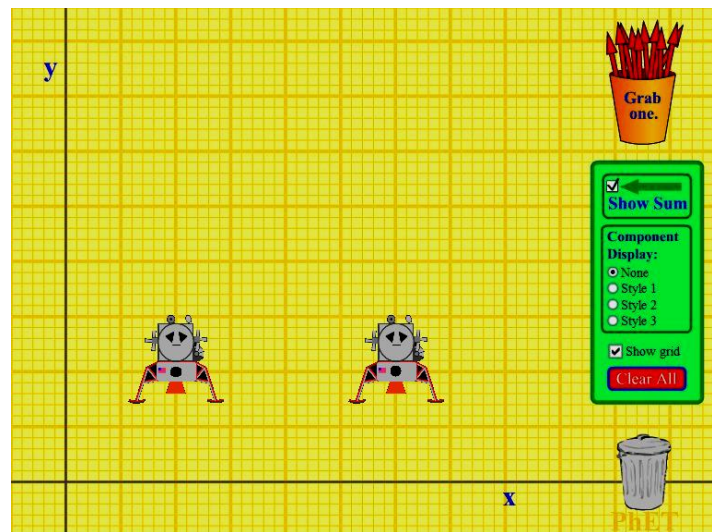 y
Grab
one.
Show Sum
Component
Display:
None
Style 1
Style 2
Style 3
Show grid
Clear All
x
PhET